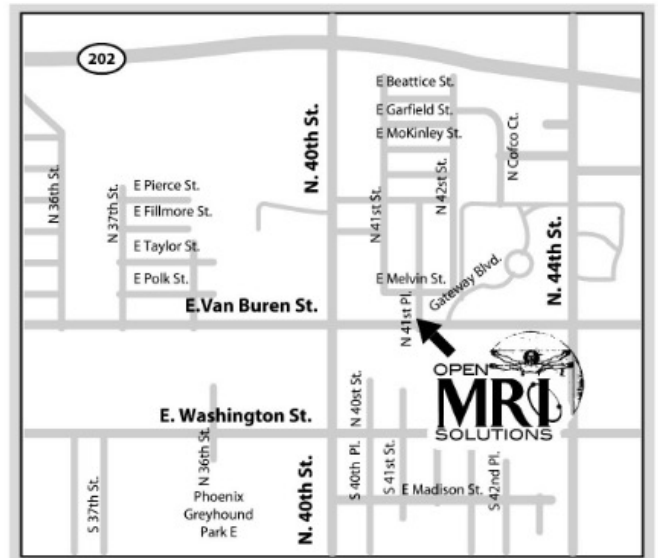 202
E Beattice St.
E Garfield St.
E MoKinley St.
N. 40th St.
N Cofco Ct.
N 36th St.
N 37th St.
E Pierce St.
E Fillmore St.
E Taylor St.
E Polk St.
N 41st St.
N 42st St.
N. 44th St.
E Melvin St.
Gateway Blvd.
E.Van Buren St.
N 41st Pl.
OPEN
MRI
SOLUTIONS
E. Washington St.
N 40st St.
N 36th St.
S 37th St.
N. 40th St.
S 40th Pl.
S 41st St.
S 42nd Pl.
E Madison St.
Phoenix
Greyhound
Park E